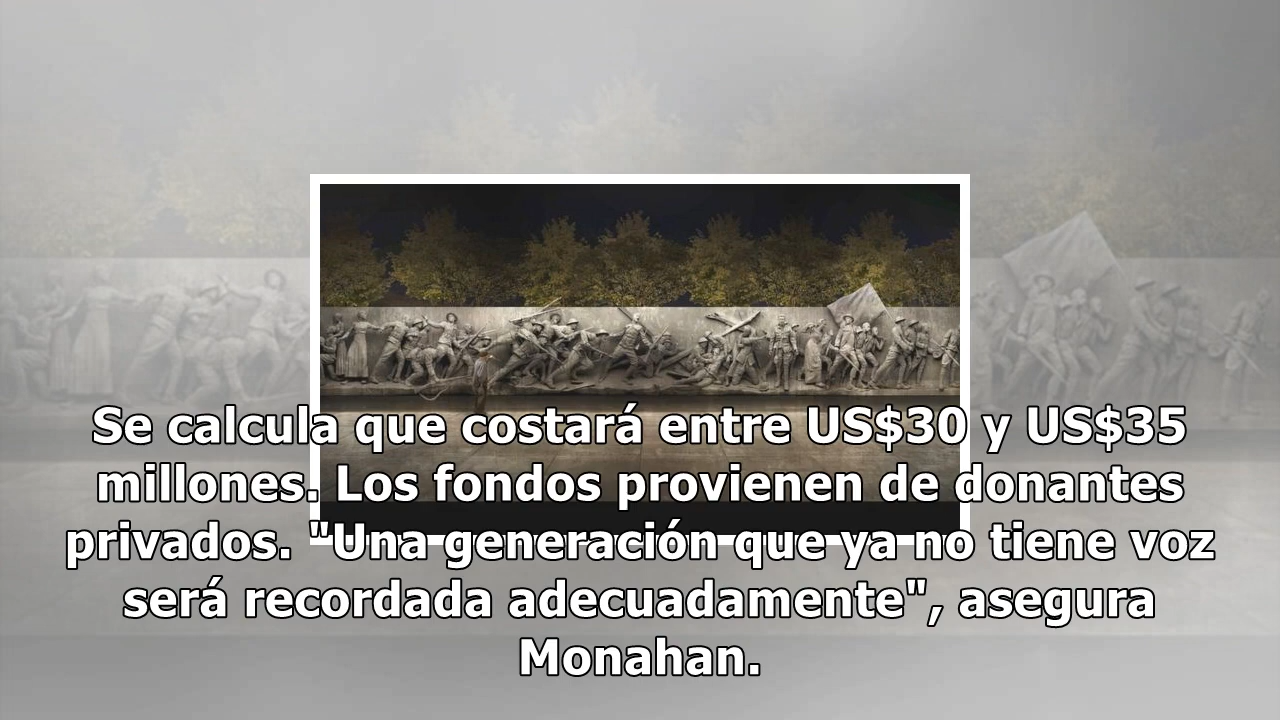 Se calcula que costará entre US$30 y US$35
millones. Los fondos provienen de donantes
privados. "Una generación que ya no tiene voz
será recordada adecuadamente", asegura
Monahan.